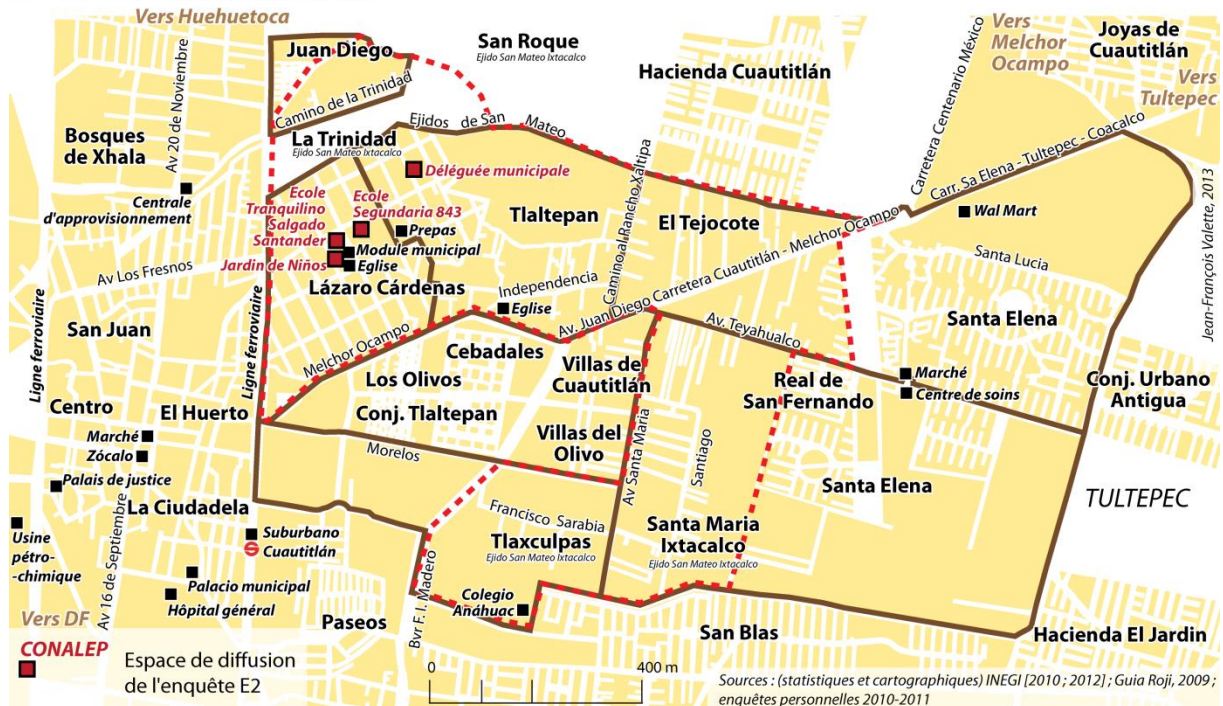 Vers Huehuetoca
Juan Diego
San Roque
Ejido San Mateo Ixtacalco
Hacienda Cuautitlán
Carretera Centenario México
Vers
Melchor
Ocampo
Joyas de
Cuautitlán
Vers
Tultepec
Bosques
de Xhala
Av 20 de Noviembre
Camino de la Trinidad
La Trinidad
Ejido San Mateo Ixtacalco
Ejidos de San Mateo
Carr. Sa Elena - Tultepec - Coacalco
Déléguée municipale
Centrale
d'approvisionnement
Ecole
Tranquilino
Salgado
Santander
Ecole
Segundaria 843
Prepas
Tlaltepan
Camino al Rancho Xaltipa
El Tejocote
Wal Mart
Jean-François Valette, 2013
Module municipal
Eglise
Jardin de Niños
Av Los Fresnos
Lázaro Cárdenas
Independencia
Eglise
Av. Juan Diego Carretera Cuautitlán - Melchor Ocampo
Santa Lucia
San Juan
Ligne ferroviaire
Ligne ferroviaire
Melchor Ocampo
Cebadales
Av. Teyahualco
Santa Elena
Los Olivos
Villas de
Cuautitlán
Real de
San Fernando
Marché
Centre de soins
Conj. Urbano
Antigua
Centro
El Huerto
Conj. Tlaltepan
Villas del
Olivo
Marché
Zócalo
Morelos
Av Santa Maria
Santiago
Palais de justice
Santa Elena
TULTEPEC
La Ciudadela
Av 16 de Septiembre
Francisco Sarabia
Tlaxculpas
Ejido San Mateo Ixtacalco
Santa Maria
Ixtacalco
Ejido San Mateo Ixtacalco
Usine
pétro-
-chimique
Suburbano
Cuautitlán
Palacio municipal
Hôpital général
Bvr F. I. Madero
Colegio
Anáhuac
Vers DF
Paseos
San Blas
Hacienda El Jardin
CONALEP
Espace de diffusion
de l'enquête E2
0 400 m
Sources : (statistiques et cartographiques) INEGI [2010 ; 2012] ; Guia Roji, 2009 ;
enquêtes personnelles 2010-2011